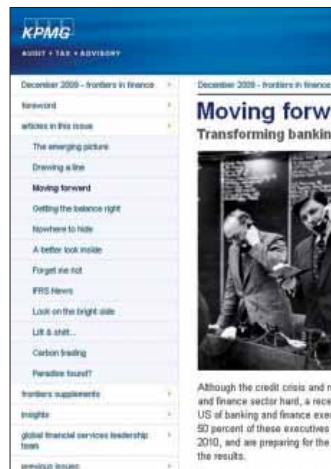 KPMG
AUDIT • TAX • ADVISORY
December 2009 – frontiers in finance
foreword
articles in this issue
The emerging picture
Drawing a line
Moving forward
Getting the balance right
Nowhere to hide
A better look inside
Forget me not
IFRS News
Look on the bright side
Lift & shift...
Carbon trading
Paradise found?
frontiers supplements
insights
global financial services leadership
team
previous issues
December 2009 – frontiers in finance
Moving forw
Transforming bankin
Although the credit crisis and r
and finance sector hard, a rece
US of banking and finance exe
50 percent of these executives
2010, and are preparing for the
the results.